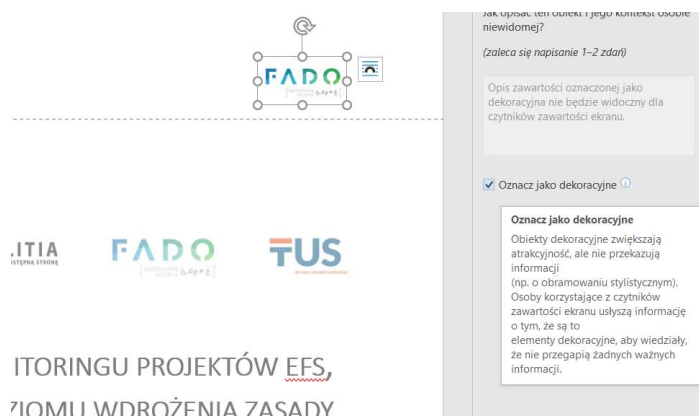 Jak opisać ten obiekt i jego kontekst osobie
niewidomej?
(zaleca się napisanie 1–2 zdań)
Opis zawartości oznaczonej jako
dekoracyjna nie będzie widoczny dla
czytników zawartości ekranu.
Oznacz jako dekoracyjne
Oznacz jako dekoracyjne
Obiekty dekoracyjne zwiększają
atrakcyjność, ale nie przekazują
informacji
(np. o obramowaniu stylistycznym).
Osoby korzystające z czytników
zawartości ekranu usłyszą informację
o tym, że są to
elementy dekoracyjne, aby wiedziały,
że nie przegapią żadnych ważnych
informacji.
FADO
.ITIA
STĘPNĄ STRONĘ
FADO
TUS
ITORINGU PROJEKTÓW EFS,
ZIOMU WDROŻENIA ZASADY